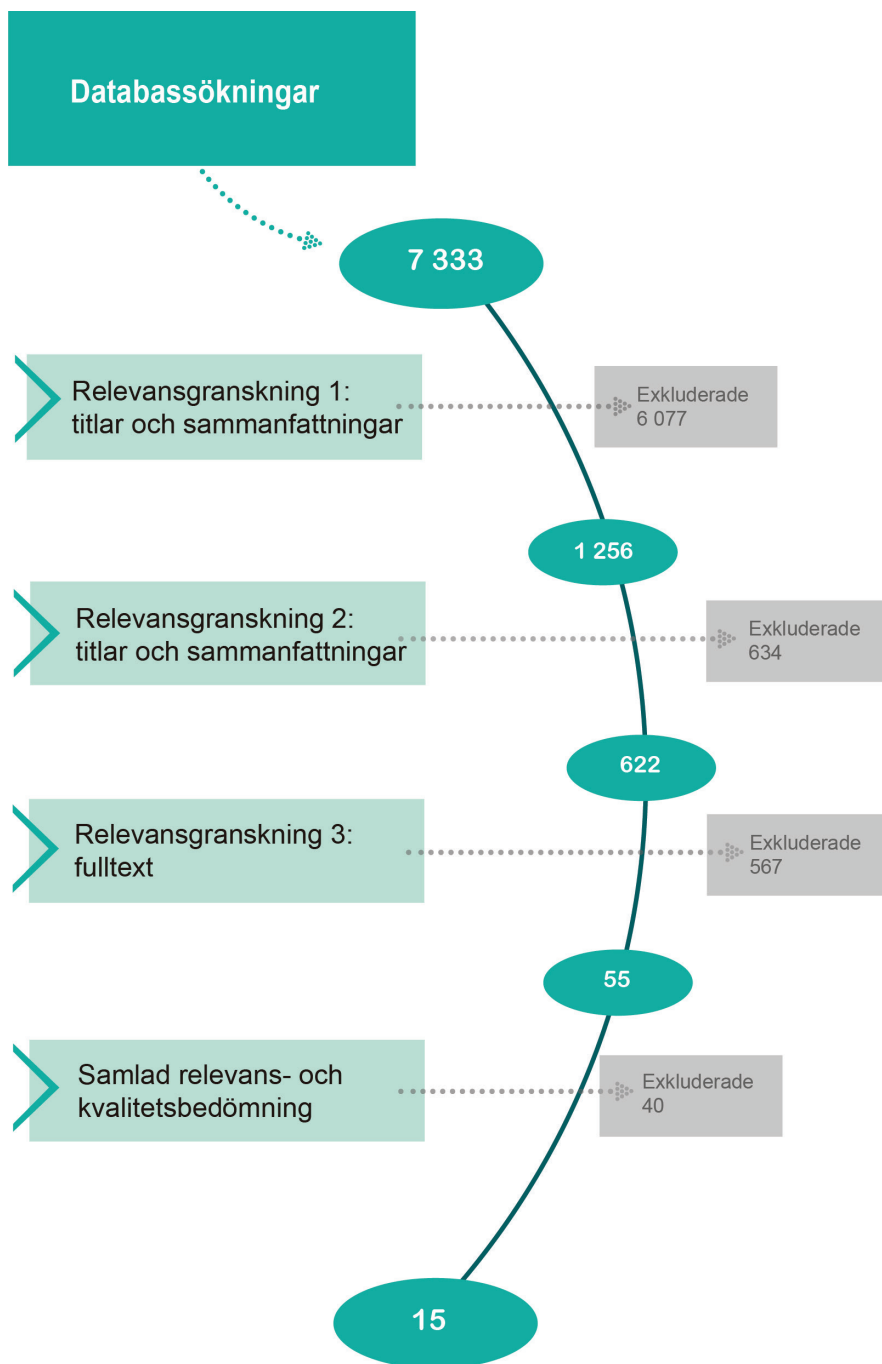 Databassökningar
7 333
Relevansgranskning 1:
titlar och sammanfattningar
Exkluderade
6 077
1 256
Relevansgranskning 2:
titlar och sammanfattningar
Exkluderade
634
622
Relevansgranskning 3:
fulltext
Exkluderade
567
55
Samlad relevans- och
kvalitetsbedömning
Exkluderade
40
15